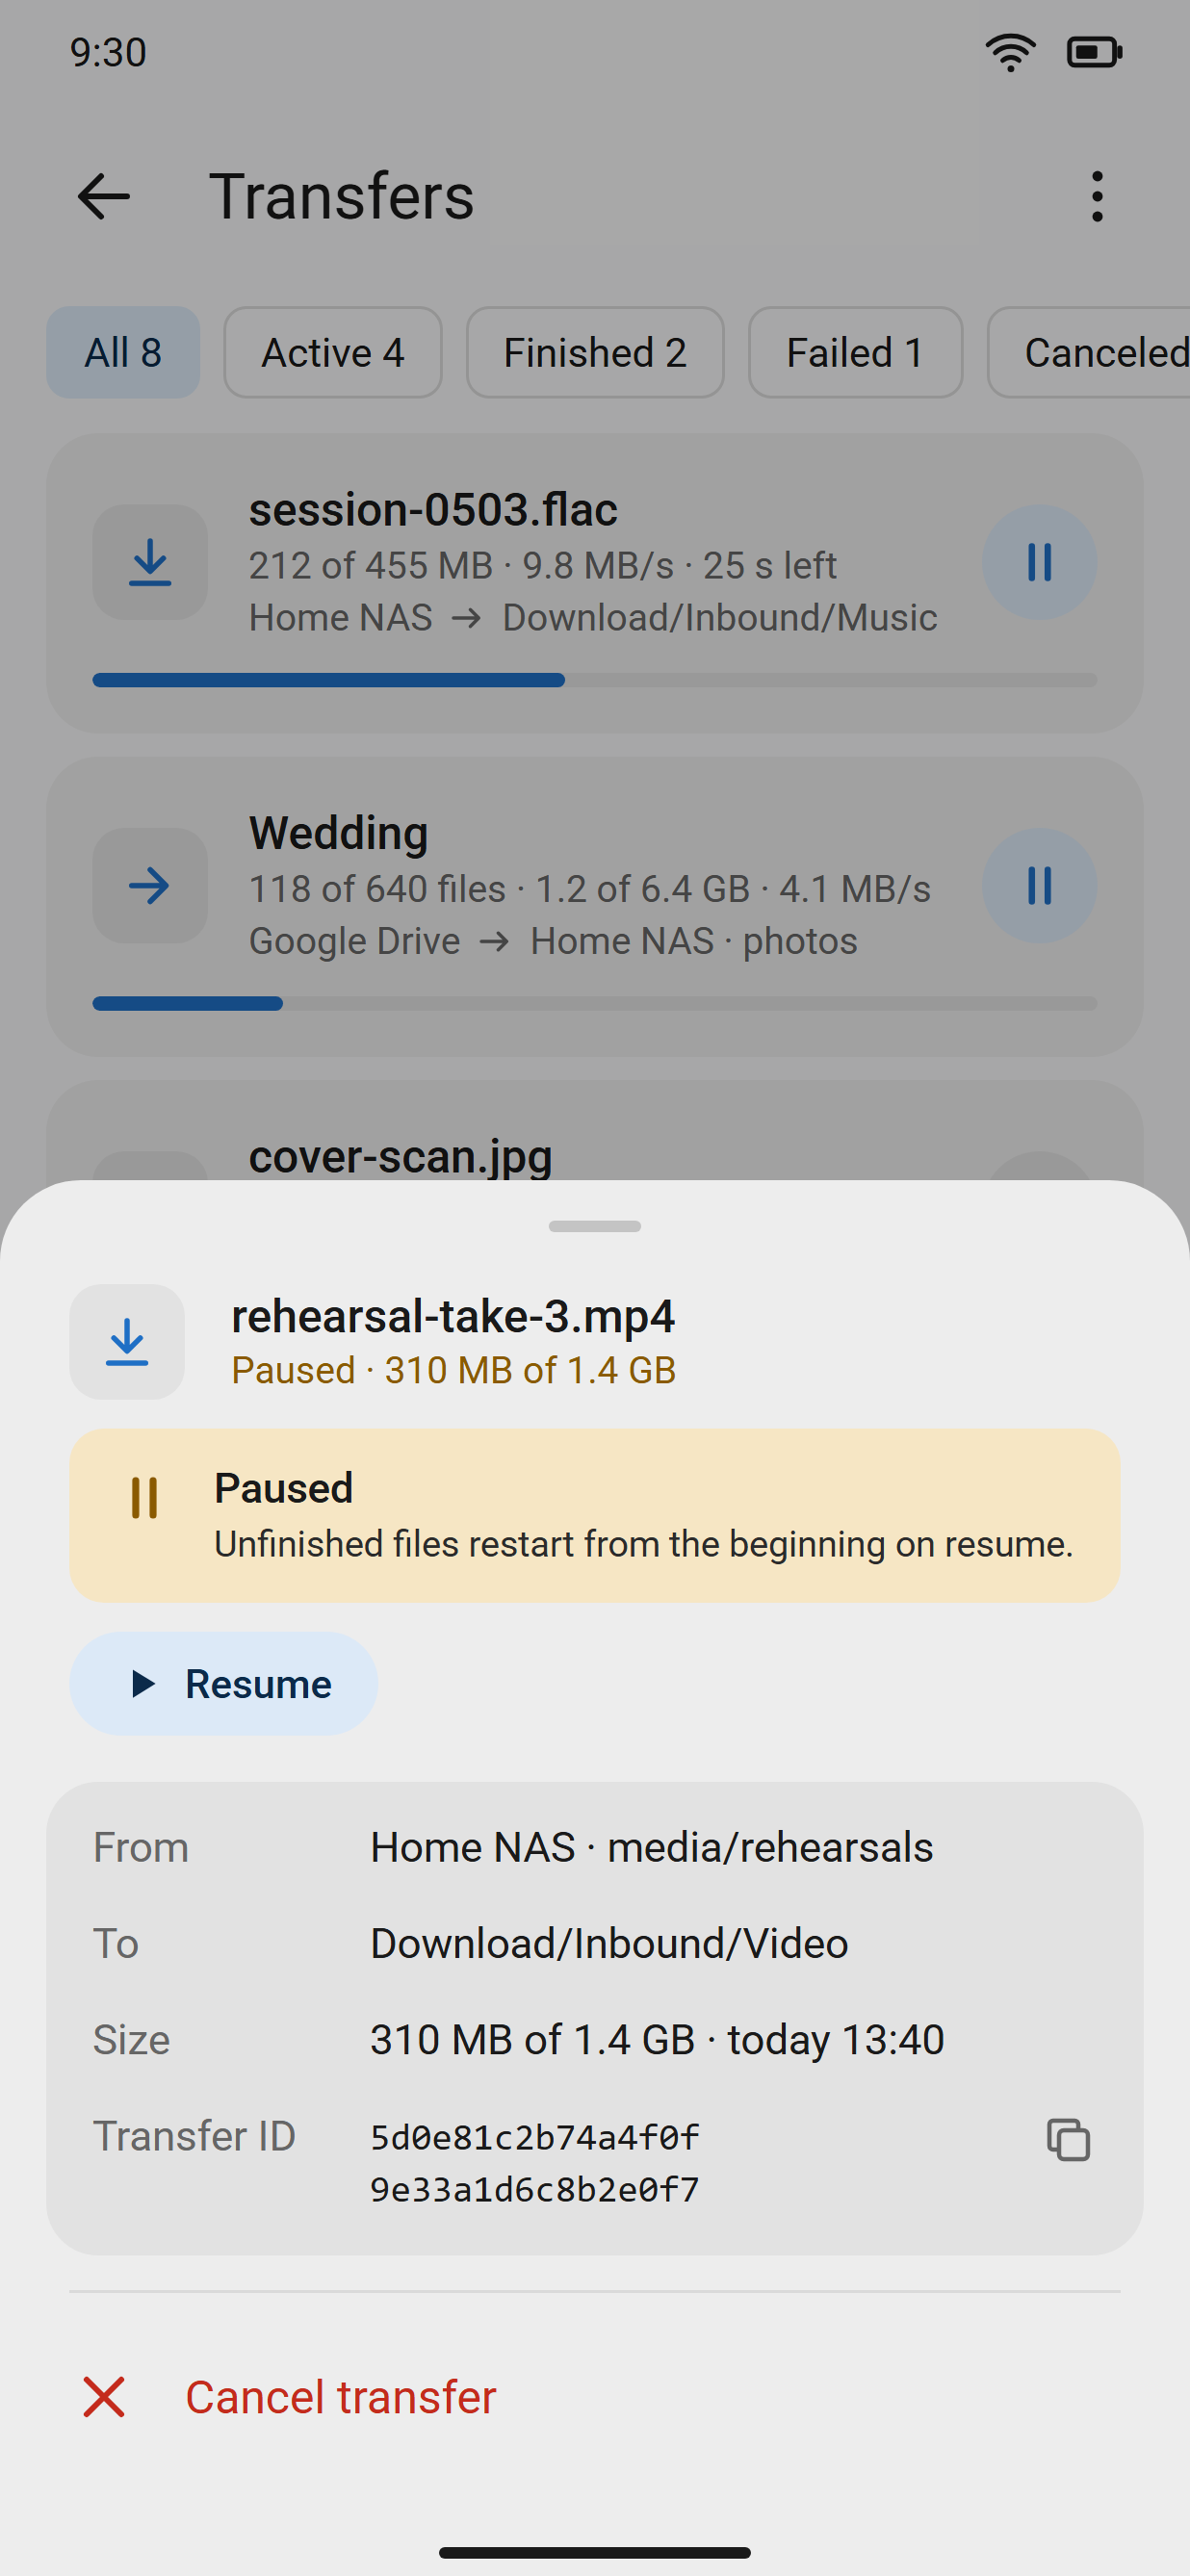 9:30
Transfers
All 8
Active 4
Finished 2
Failed 1
Canceled
session-0503.flac
212 of 455 MB · 9.8 MB/s · 25 s left
Home NAS → Download/Inbound/Music
Wedding
118 of 640 files · 1.2 of 6.4 GB · 4.1 MB/s
Google Drive → Home NAS · photos
cover-scan.jpg
rehearsal-take-3.mp4
Paused · 310 MB of 1.4 GB
Paused
Unfinished files restart from the beginning on resume.
Resume
From Home NAS · media/rehearsals
To Download/Inbound/Video
Size 310 MB of 1.4 GB · today 13:40
Transfer ID 5d0e81c2b74a4f0f
9e33a1d6c8b2e0f7
Cancel transfer